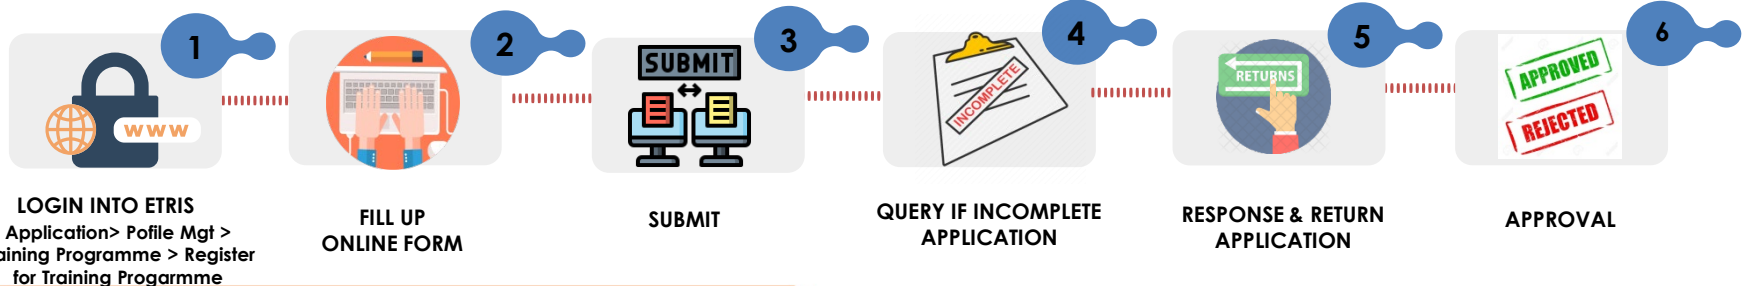 1
www
LOGIN INTO ETRIS
Application> Pofile Mgt >
aining Programme > Register
for Training Progarmme
2
FILL UP
ONLINE FORM
3
SUBMIT
SUBMIT
4
INCOMPLETE
QUERY IF INCOMPLETE
APPLICATION
5
RETURNS
RESPONSE & RETURN
APPLICATION
6
APPROVED
REJECTED
APPROVAL